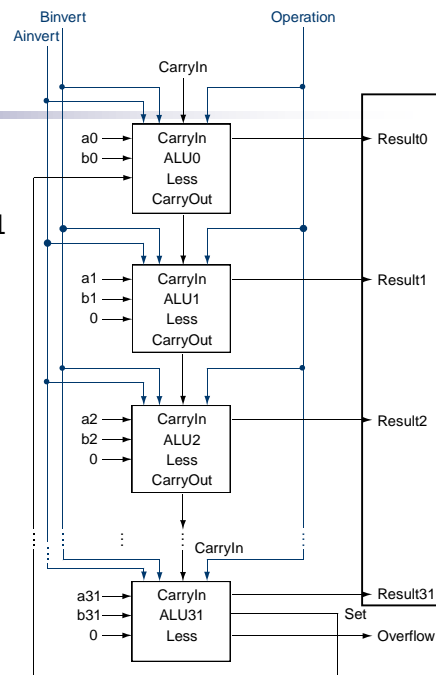 Binvert Operation
Ainvert
CarryIn
a0 CarryIn Result0
b0 ALU0
Less
CarryOut
1
a1 CarryIn Result1
b1 ALU1
0 Less
CarryOut
a2 CarryIn Result2
b2 ALU2
0 Less
CarryOut
CarryIn
a31 CarryIn Result31
b31 ALU31 Set
0 Less Overflow